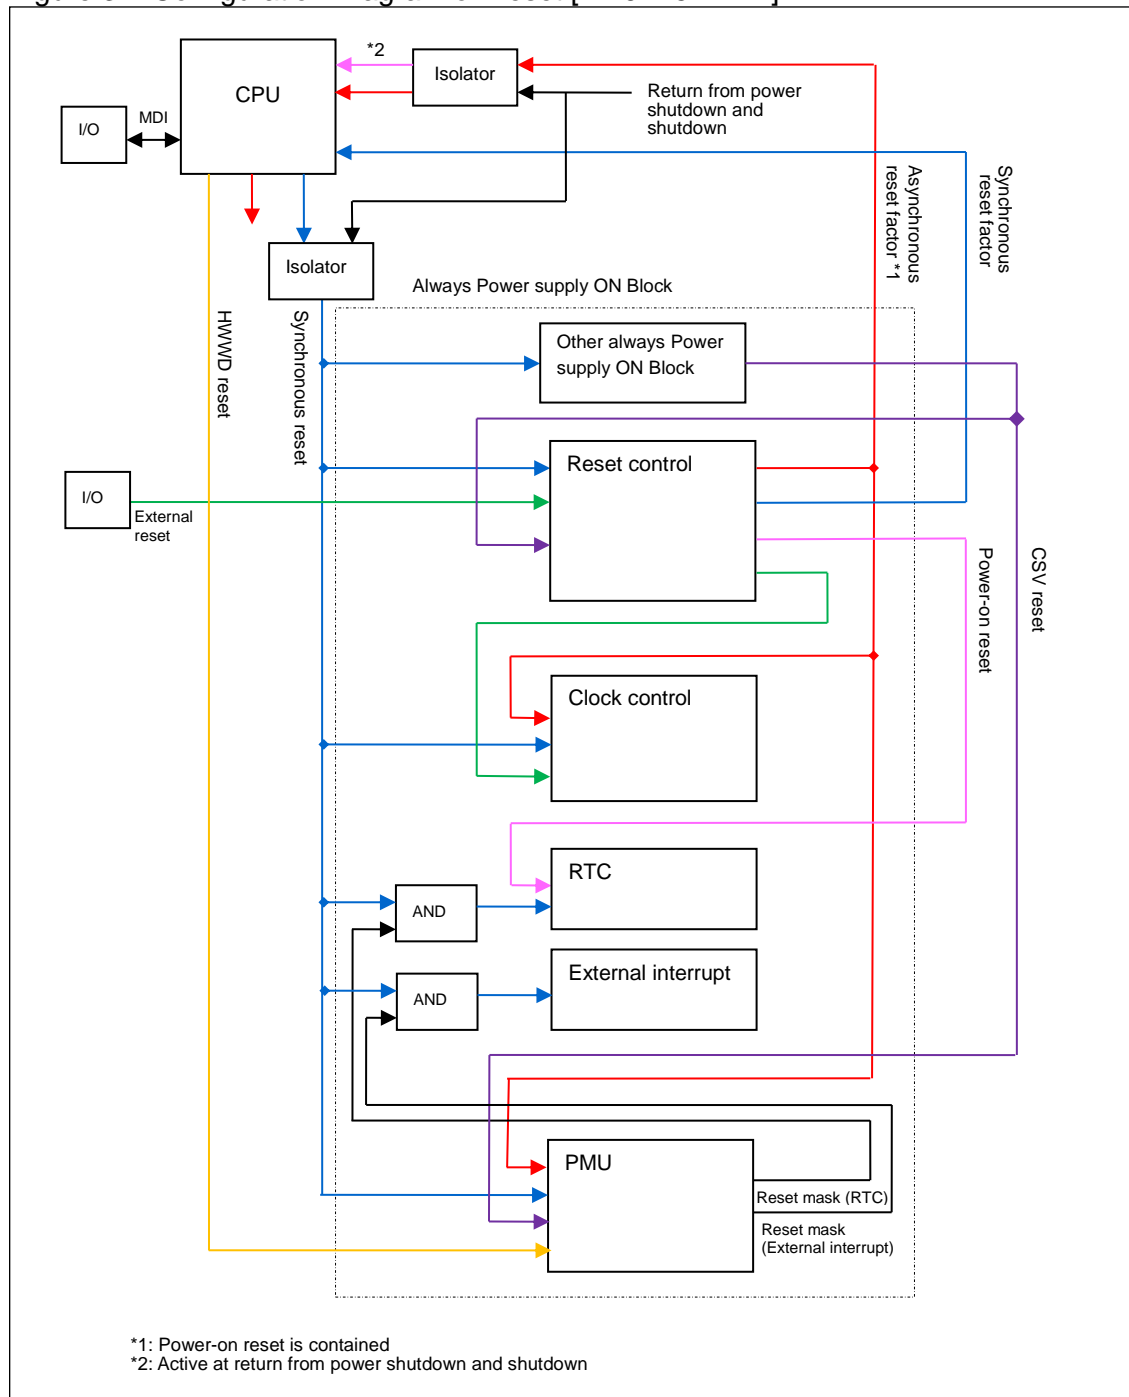 *2
Isolator
CPU
Return from power
shutdown and
shutdown
I/O
MDI
Asynchronous
reset factor *1
Synchronous
reset factor
Isolator
Always Power supply ON Block
HWWD reset
Synchronous reset
Other always Power
supply ON Block
Reset control
I/O
External
reset
Power-on reset
CSV reset
Clock control
RTC
AND
External interrupt
AND
PMU
Reset mask (RTC)
Reset mask
(External interrupt)
*1: Power-on reset is contained
*2: Active at return from power shutdown and shutdown